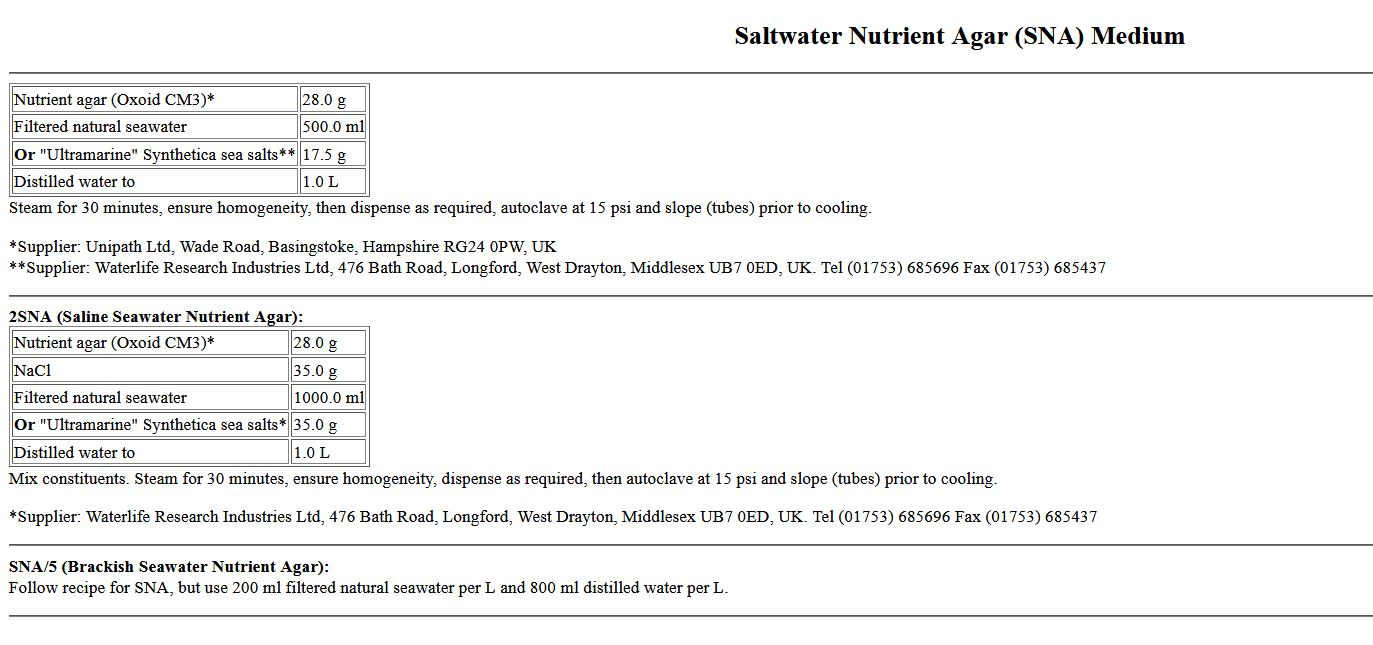 Saltwater Nutrient Agar (SNA) Medium
Nutrient agar (Oxoid CM3)* 28.0 g
Filtered natural seawater 500.0 ml
Or "Ultramarine" Synthetica sea salts** 17.5 g
Distilled water to 1.0 L
Steam for 30 minutes, ensure homogeneity, then dispense as required, autoclave at 15 psi and slope (tubes) prior to cooling.
*Supplier: Unipath Ltd, Wade Road, Basingstoke, Hampshire RG24 0PW, UK
**Supplier: Waterlife Research Industries Ltd, 476 Bath Road, Longford, West Drayton, Middlesex UB7 0ED, UK. Tel (01753) 685696 Fax (01753) 685437
2SNA (Saline Seawater Nutrient Agar):
Nutrient agar (Oxoid CM3)* 28.0 g
NaCl 35.0 g
Filtered natural seawater 1000.0 ml
Or "Ultramarine" Synthetica sea salts* 35.0 g
Distilled water to 1.0 L
Mix constituents. Steam for 30 minutes, ensure homogeneity, dispense as required, then autoclave at 15 psi and slope (tubes) prior to cooling.
*Supplier: Waterlife Research Industries Ltd, 476 Bath Road, Longford, West Drayton, Middlesex UB7 0ED, UK. Tel (01753) 685696 Fax (01753) 685437
SNA/5 (Brackish Seawater Nutrient Agar):
Follow recipe for SNA, but use 200 ml filtered natural seawater per L and 800 ml distilled water per L.